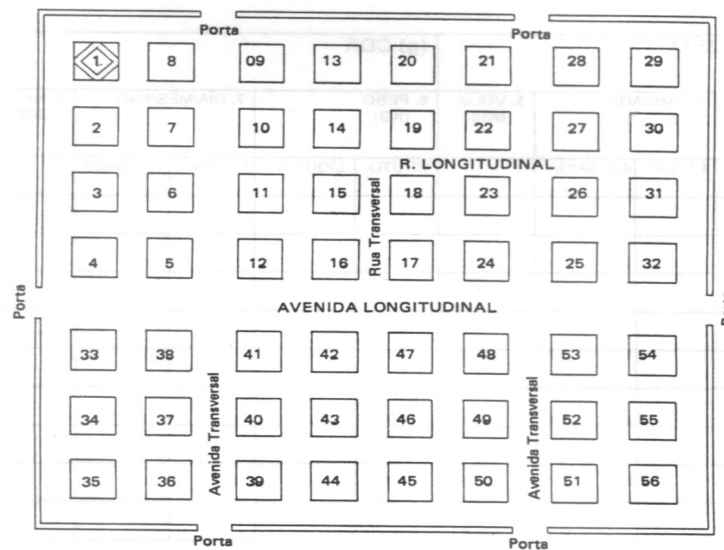 Porta Porta
1 8 09 13 20 21 28 29
2 7 10 14 19 22 27 30
R. LONGITUDINAL
3 6 11 15 18 23 26 31
Rua Transversal
4 5 12 16 17 24 25 32
Porta
AVENIDA LONGITUDINAL
33 38 41 42 47 48 53 54
Avenida Transversal Avenida Transversal
34 37 40 43 46 49 52 55
35 36 39 44 45 50 51 56
Porta Porta